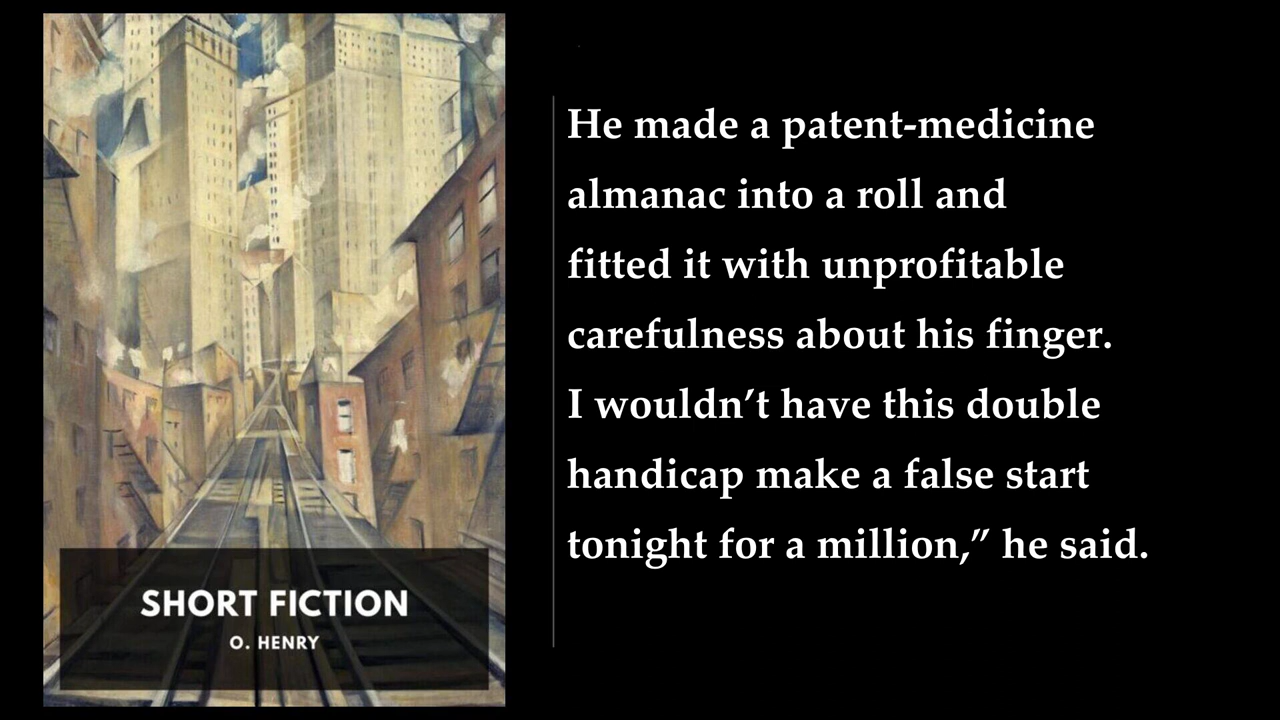 SHORT FICTION
O. HENRY
He made a patent-medicine
almanac into a roll and
fitted it with unprofitable
carefulness about his finger.
I wouldn’t have this double
handicap make a false start
tonight for a million,” he said.